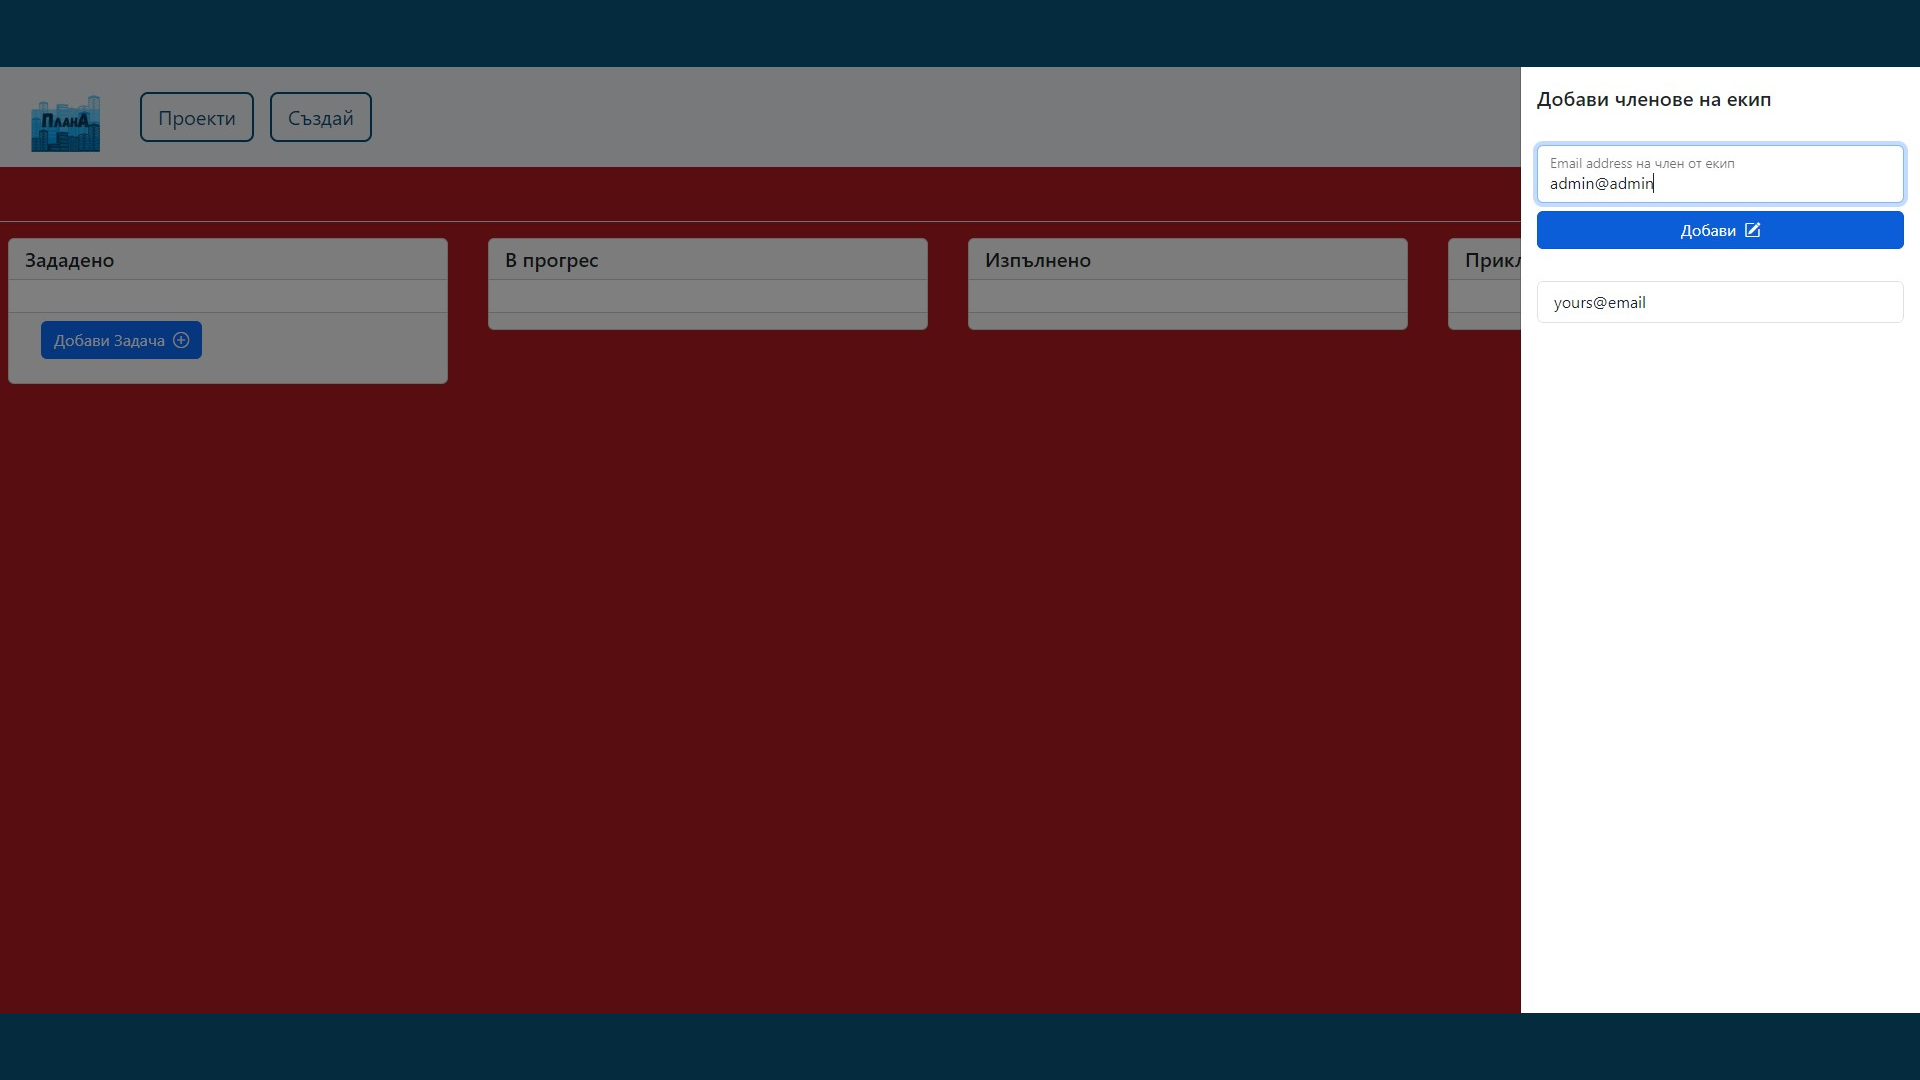 ПланА
Проекти
Създай
Зададено
Добави Задача
В прогрес
Изпълнено
Прикл
Добави членове на екип
Email address на член от екип
admin@admin
Добави
yours@email